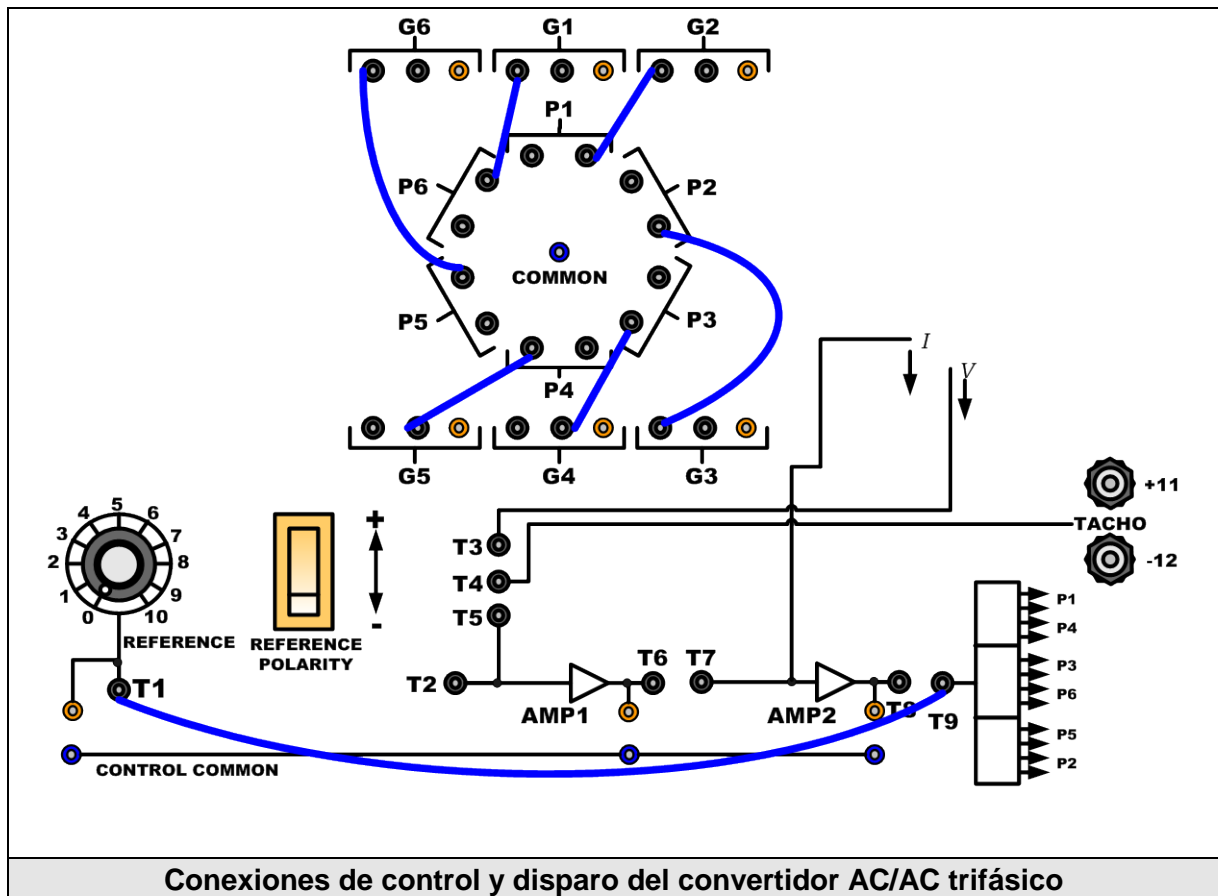 G6 G1 G2
P1
P6 P2
COMMON
P5 P3
P4
G5 G4 G3
I
V
+11
TACHO
-12
0 1 2 3 4 5 6 7 8 9 10
REFERENCE
+
-
REFERENCE
POLARITY
T3
T4
T5
T1
T2 T6 T7 T8 T9
AMP1 AMP2
P1
P4
P3
P6
P5
P2
CONTROL COMMON
Conexiones de control y disparo del convertidor AC/AC trifásico